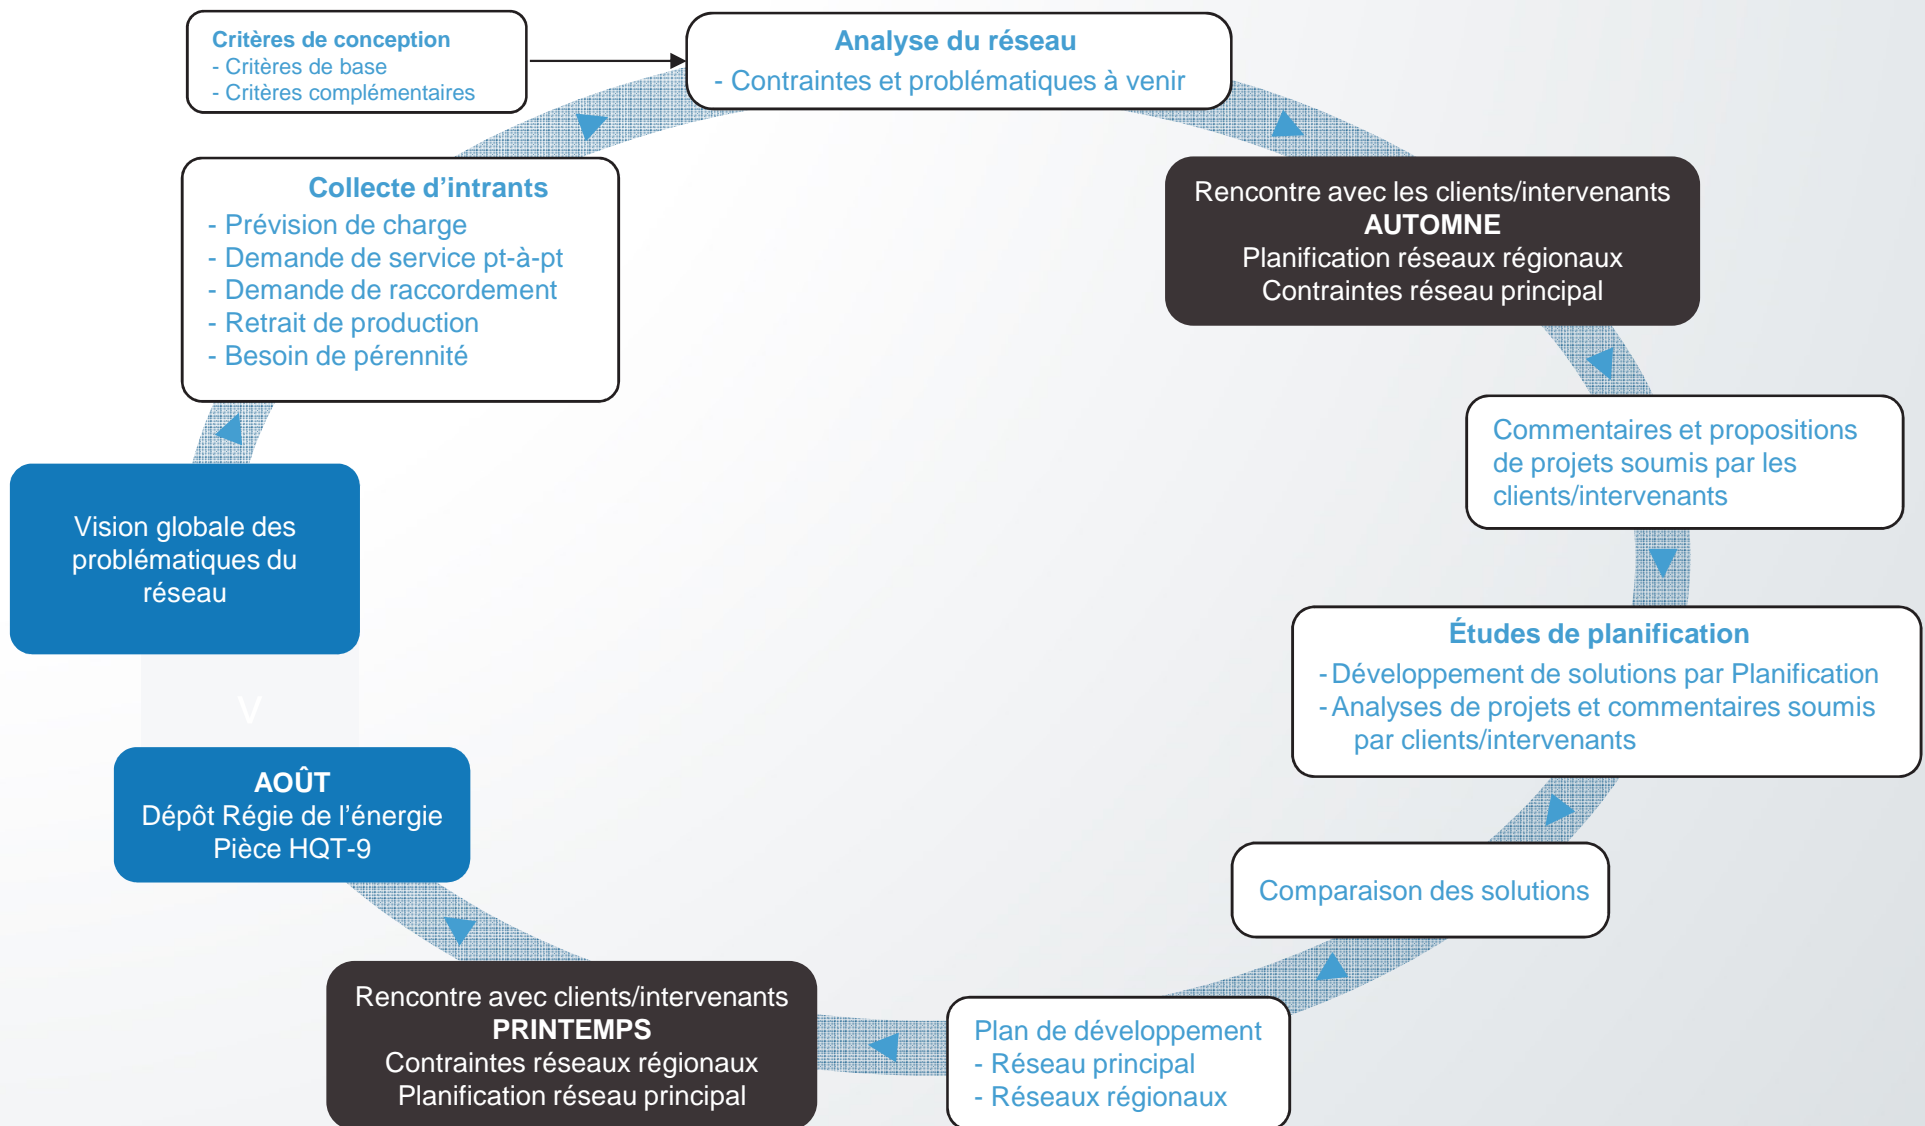 Critères de conception
- Critères de base
- Critères complémentaires
Analyse du réseau
- Contraintes et problématiques à venir
Rencontre avec les clients/intervenants
AUTOMNE
Planification réseaux régionaux
Contraintes réseau principal
Commentaires et propositions
de projets soumis par les
clients/intervenants
Études de planification
- Développement de solutions par Planification
- Analyses de projets et commentaires soumis
par clients/intervenants
Comparaison des solutions
Plan de développement
- Réseau principal
- Réseaux régionaux
Rencontre avec clients/intervenants
PRINTEMPS
Contraintes réseaux régionaux
Planification réseau principal
AOÛT
Dépôt Régie de l'énergie
Pièce HQT-9
V
Vision globale des
problématiques du
réseau
Collecte d'intrants
- Prévision de charge
- Demande de service pt-à-pt
- Demande de raccordement
- Retrait de production
- Besoin de pérennité